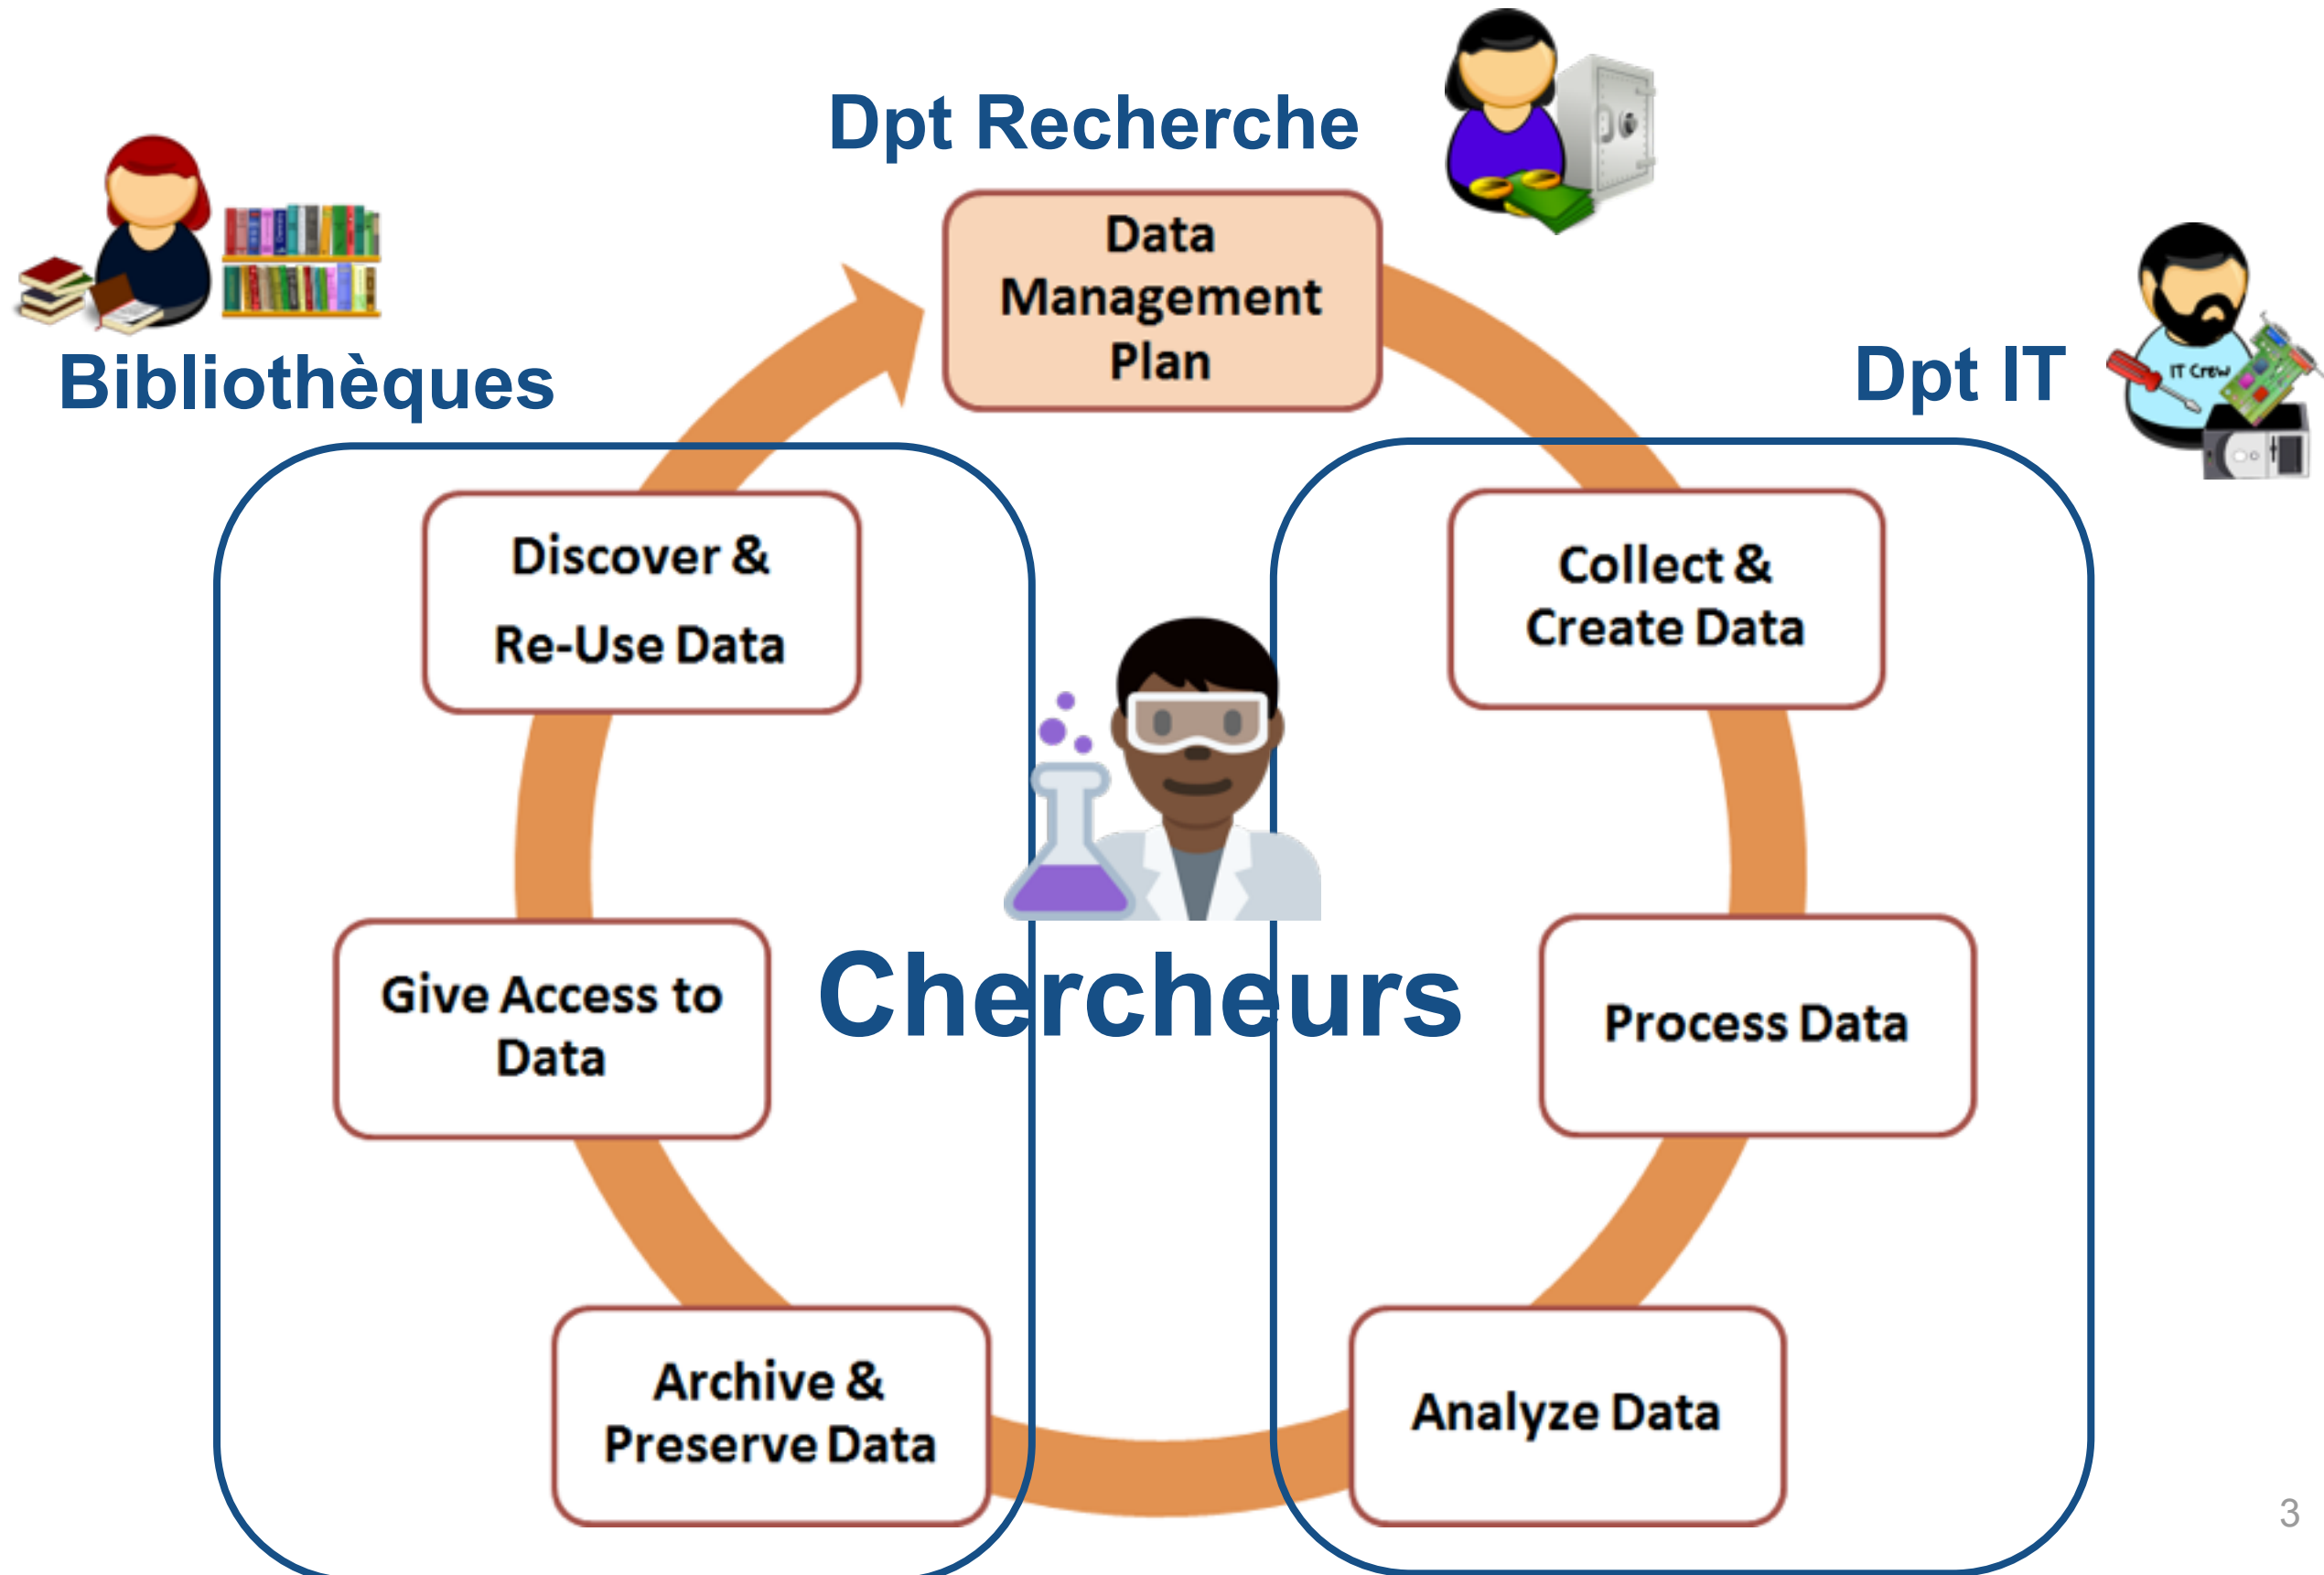 Dpt Recherche
Data
Management
Plan
Bibliothèques
Dpt IT
IT Crew
Discover &
Re-Use Data
Collect &
Create Data
Give Access to
Data
Chercheurs
Process Data
Archive &
Preserve Data
Analyze Data
3